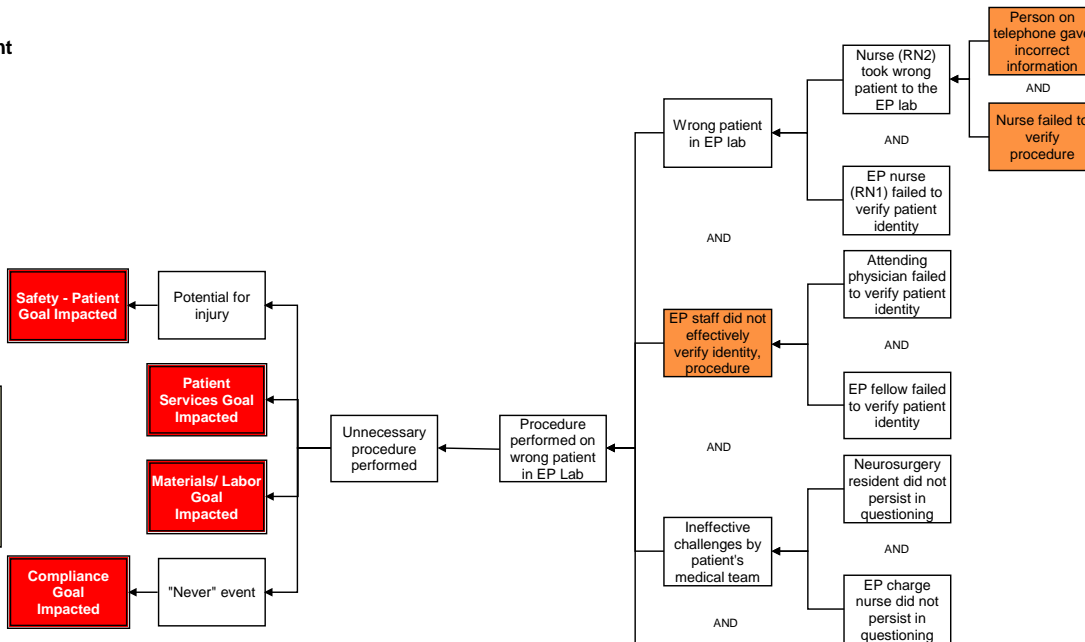 nt
Person on
telephone gave
incorrect
information
AND
Nurse failed to
verify
procedure
Nurse (RN2)
took wrong
patient to the
EP lab
AND
EP nurse
(RN1) failed to
verify patient
identity
Wrong patient
in EP lab
AND
Attending
physician failed
to verify patient
identity
AND
EP fellow failed
to verify patient
identity
EP staff did not
effectively
verify identity,
procedure
AND
Neurosurgery
resident did not
persist in
questioning
AND
EP charge
nurse did not
persist in
questioning
Ineffective
challenges by
patient's
medical team
AND
Procedure
performed on
wrong patient
in EP Lab
Unnecessary
procedure
performed
Potential for
injury
Safety - Patient
Goal Impacted
Patient
Services Goal
Impacted
Materials/ Labor
Goal
Impacted
"Never" event
Compliance
Goal
Impacted